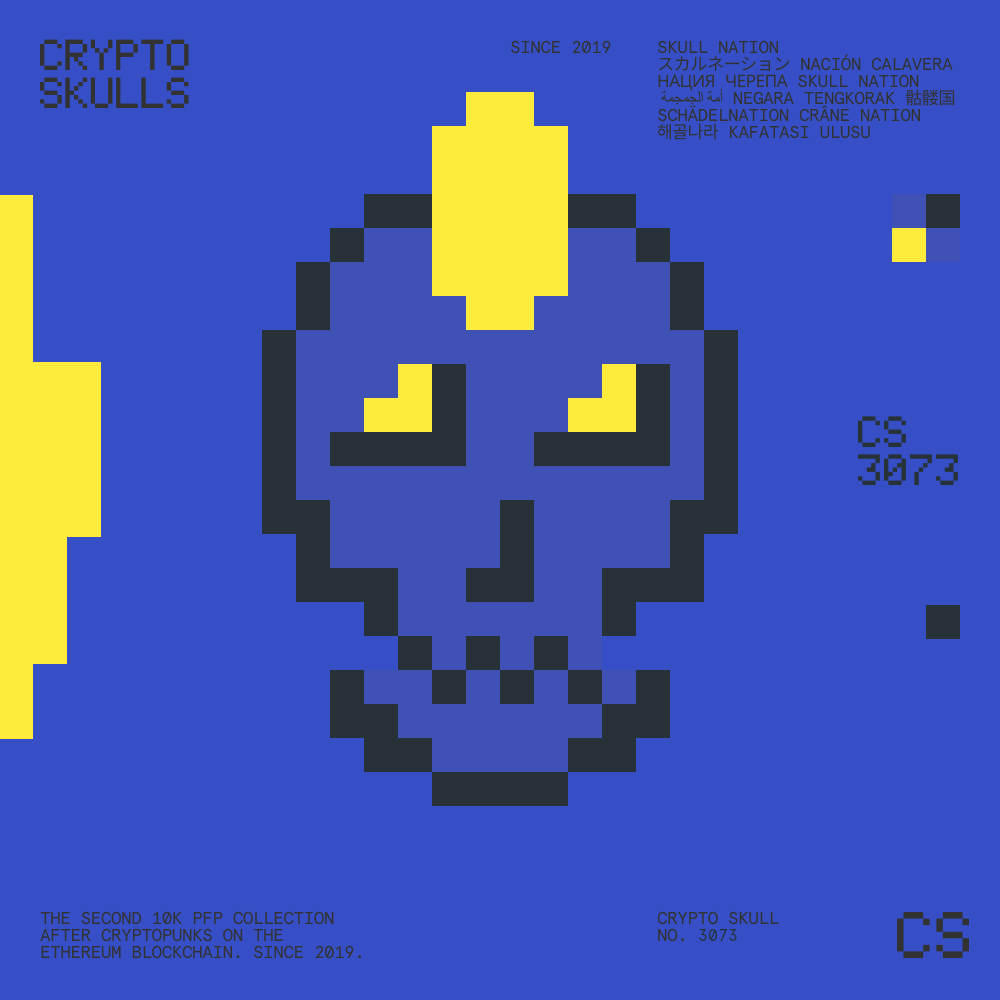 CRYPTO
SKULLS
SINCE 2019
SKULL NATION
スカルネーション NACIÓN CALAVERA
НАЦИЯ ЧЕРЕПА SKULL NATION
أمة الجمجمة NEGARA TENGKORAK 骷髅国
SCHÄDELNATION CRÂNE NATION
해골나라 KAFATASI ULUSU
CS
3073
THE SECOND 10K PFP COLLECTION
AFTER CRYPTOPUNKS ON THE
ETHEREUM BLOCKCHAIN. SINCE 2019.
CRYPTO SKULL
NO. 3073
CS